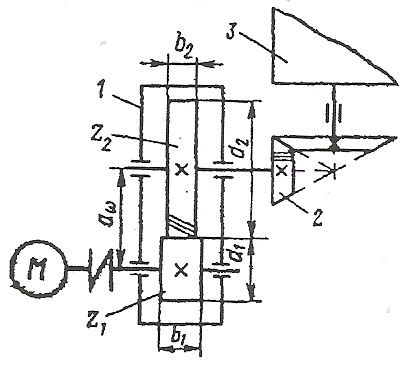 b₂
3
1
Z₂
d₂
2
aω
M
d₁
Z₁
b₁